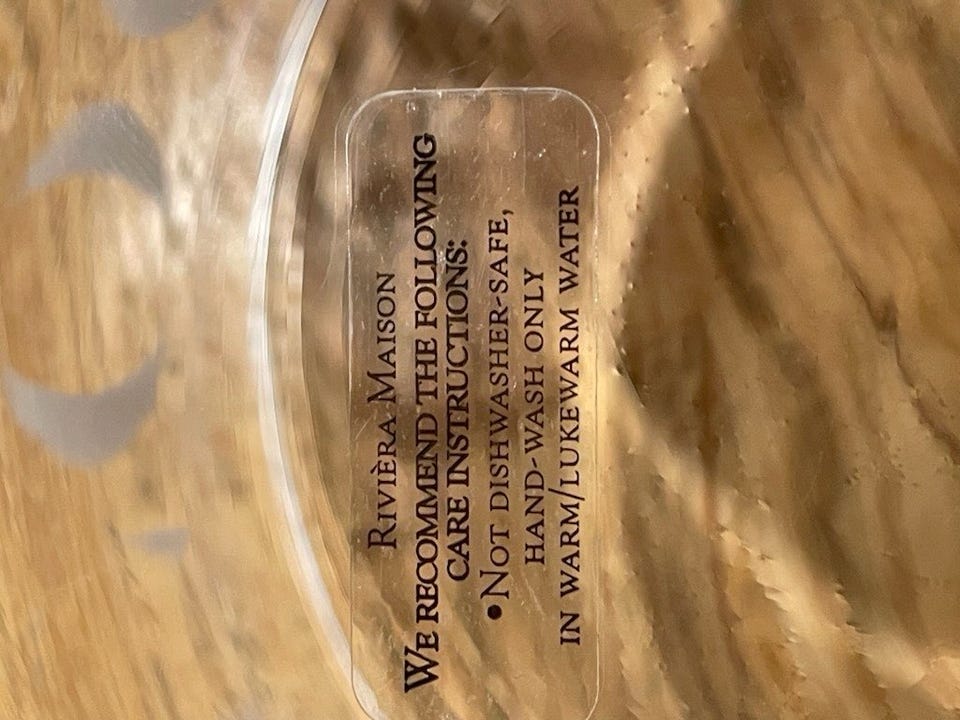 RIVIÈRA MAISON
WE RECOMMEND THE FOLLOWING
CARE INSTRUCTIONS:
•NOT DISHWASHER-SAFE,
HAND-WASH ONLY
IN WARM/LUKEWARM WATER